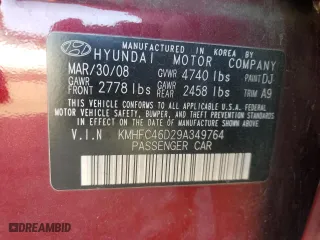 MANUFACTURED IN KOREA BY
HYUNDAI MOTOR COMPANY
MAR/30/08 GVWR 4740 lbs PAINT DJ
GAWR FRONT 2778 lbs GAWR REAR 2458 lbs TRIM A9
THIS VEHICLE CONFORMS TO ALL APPLICABLE U.S. FEDERAL
MOTOR VEHICLE SAFETY, BUMPER, AND THEFT PREVENTION
STANDARDS IN EFFECT ON THE DATE OF MANUFACTURE SHOWN ABOVE.
V.I.N KMHFC46D29A349764
PASSENGER CAR
DREAMBID.COM